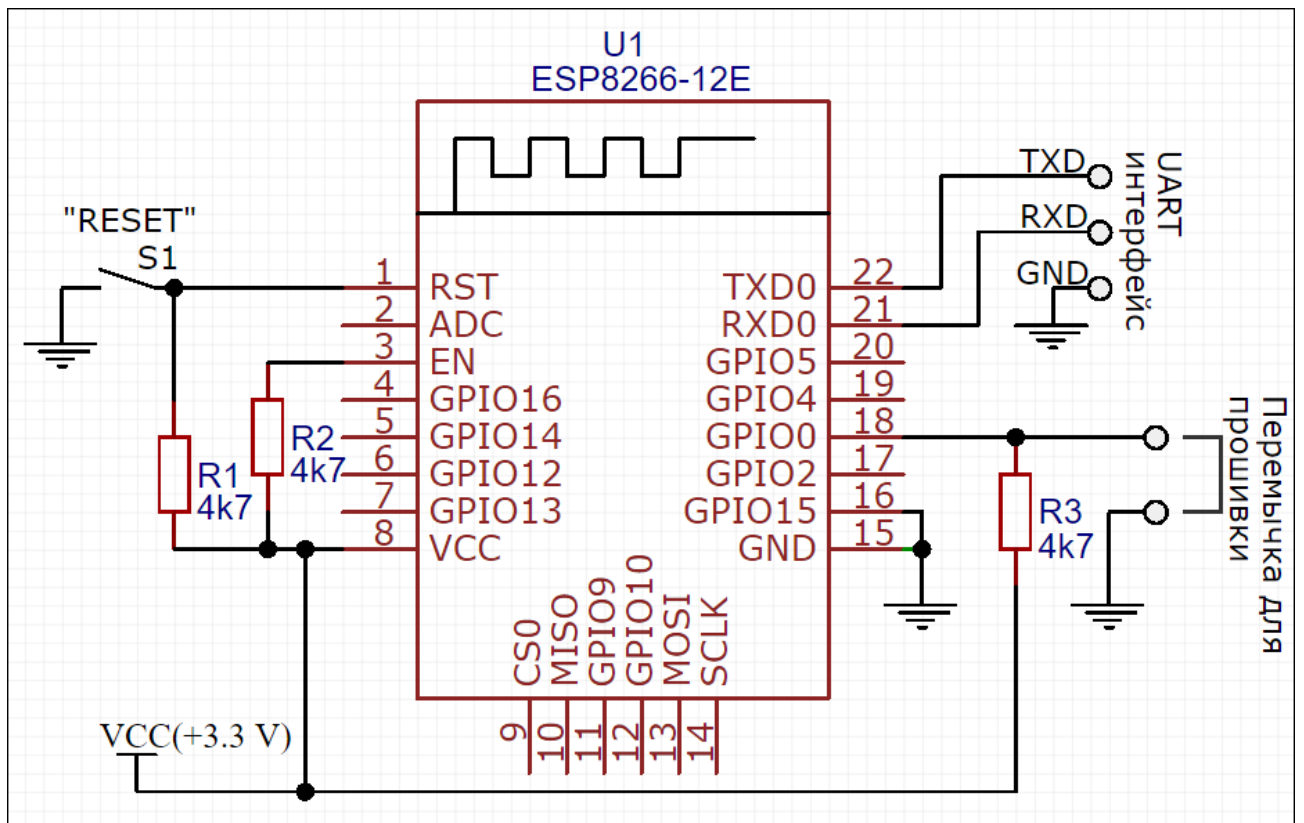 U1
ESP8266-12E
"RESET"
S1
1
RST
2
ADC
3
EN
4
GPIO16
5
GPIO14
6
GPIO12
7
GPIO13
8
VCC
R1
4k7
R2
4k7
22
TXD0
21
RXD0
20
GPIO5
19
GPIO4
18
GPIO0
17
GPIO2
16
GPIO15
15
GND
CS0
MISO
GPIO9
GPIO10
MOSI
SCLK
9
10
11
12
13
14
TXD
RXD
GND
UART
интерфейс
R3
4k7
Перемычка для
прошивки
VCC(+3.3 V)